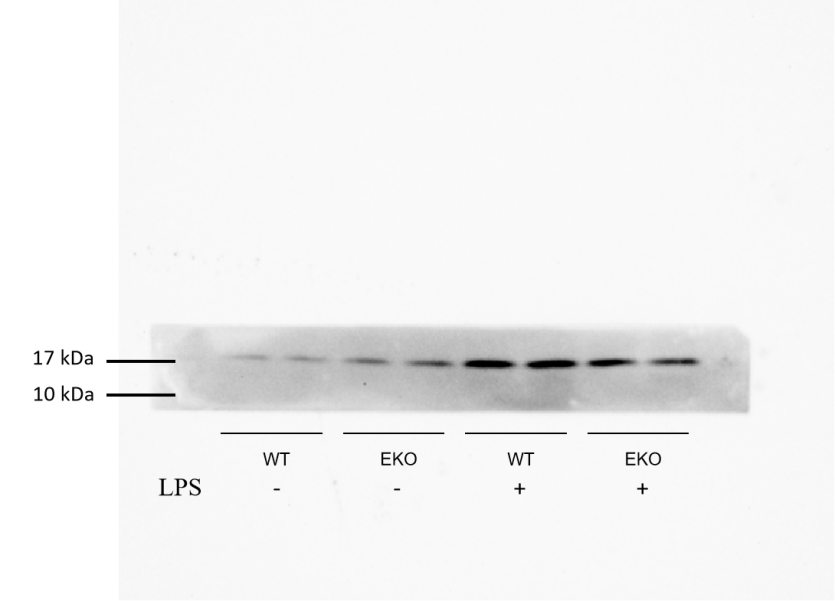 17 kDa
10 kDa
WT EKO WT EKO
LPS - - + +